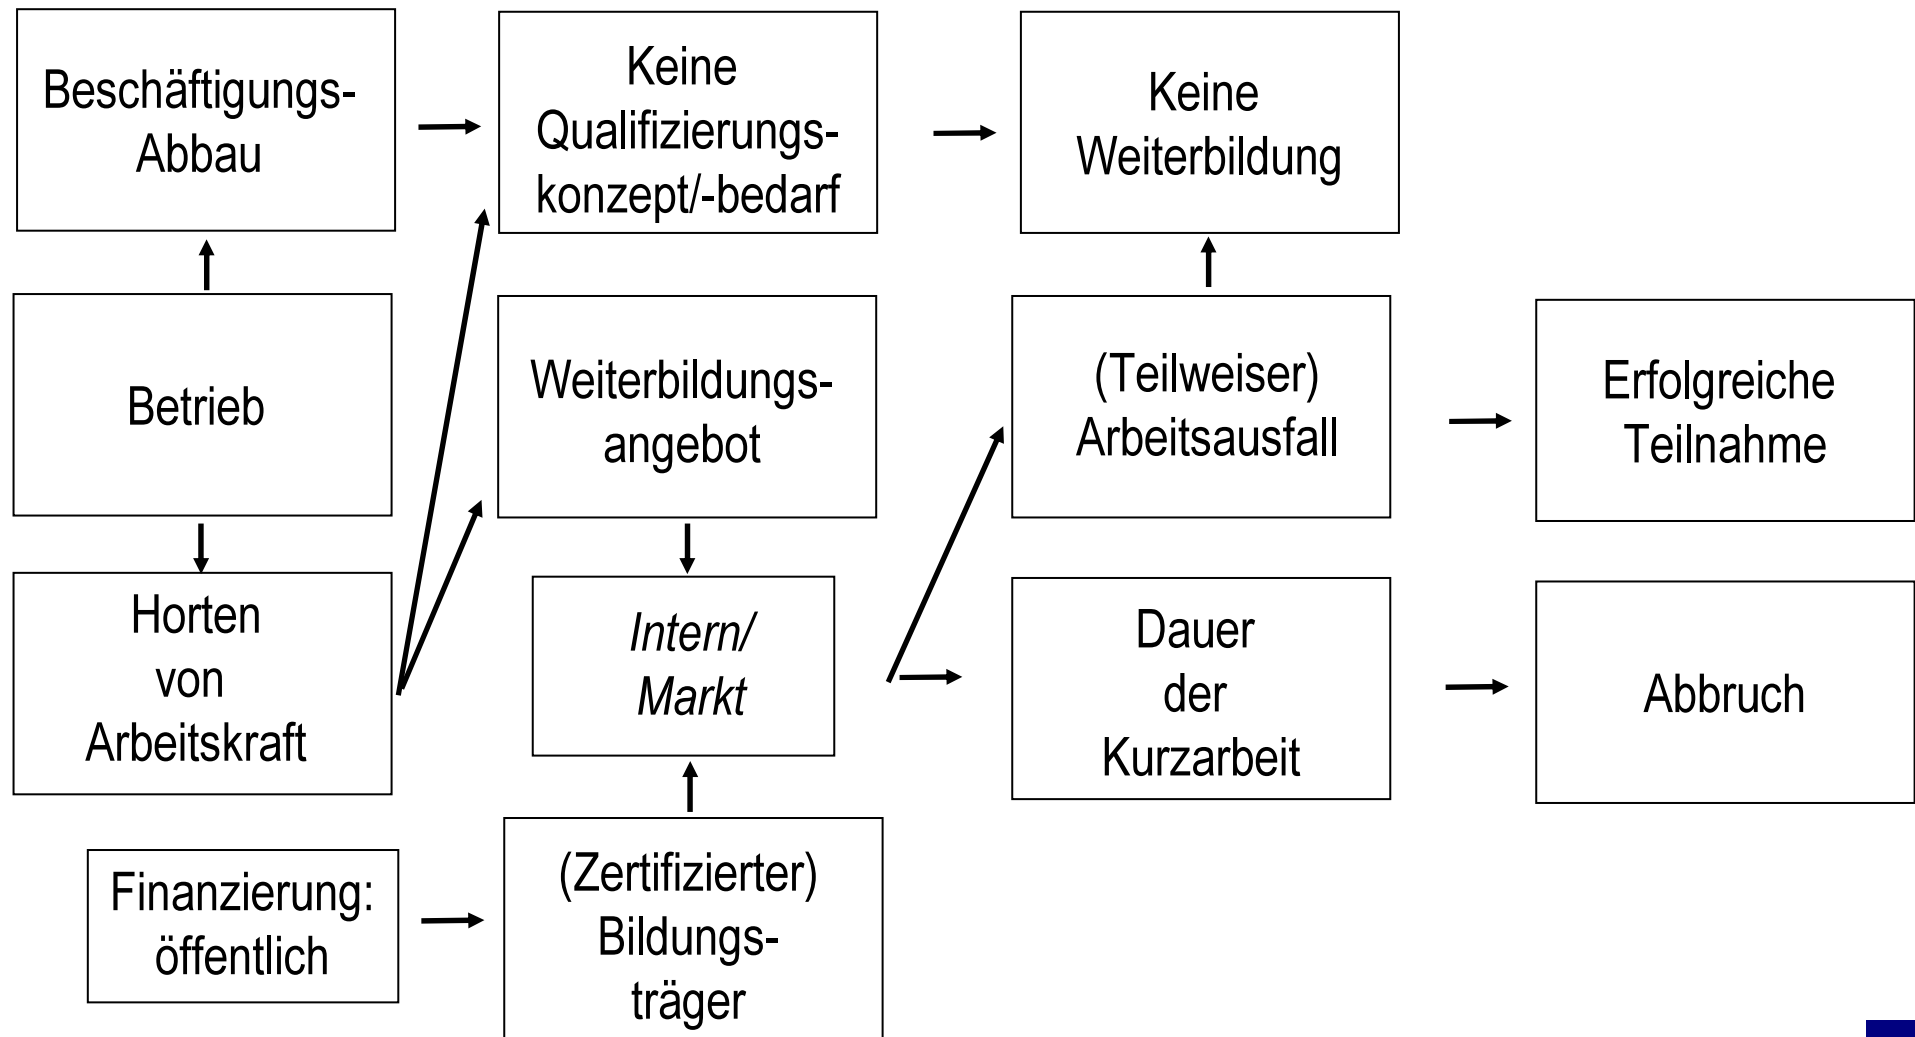 Beschäftigungs-
Abbau
Keine
Qualifizierungs-
konzept/-bedarf
Keine
Weiterbildung
Betrieb
Weiterbildungs-
angebot
(Teilweiser)
Arbeitsausfall
Erfolgreiche
Teilnahme
Horten
von
Arbeitskraft
Intern/
Markt
Dauer
der
Kurzarbeit
Abbruch
Finanzierung:
öffentlich
(Zertifizierter)
Bildungs-
träger